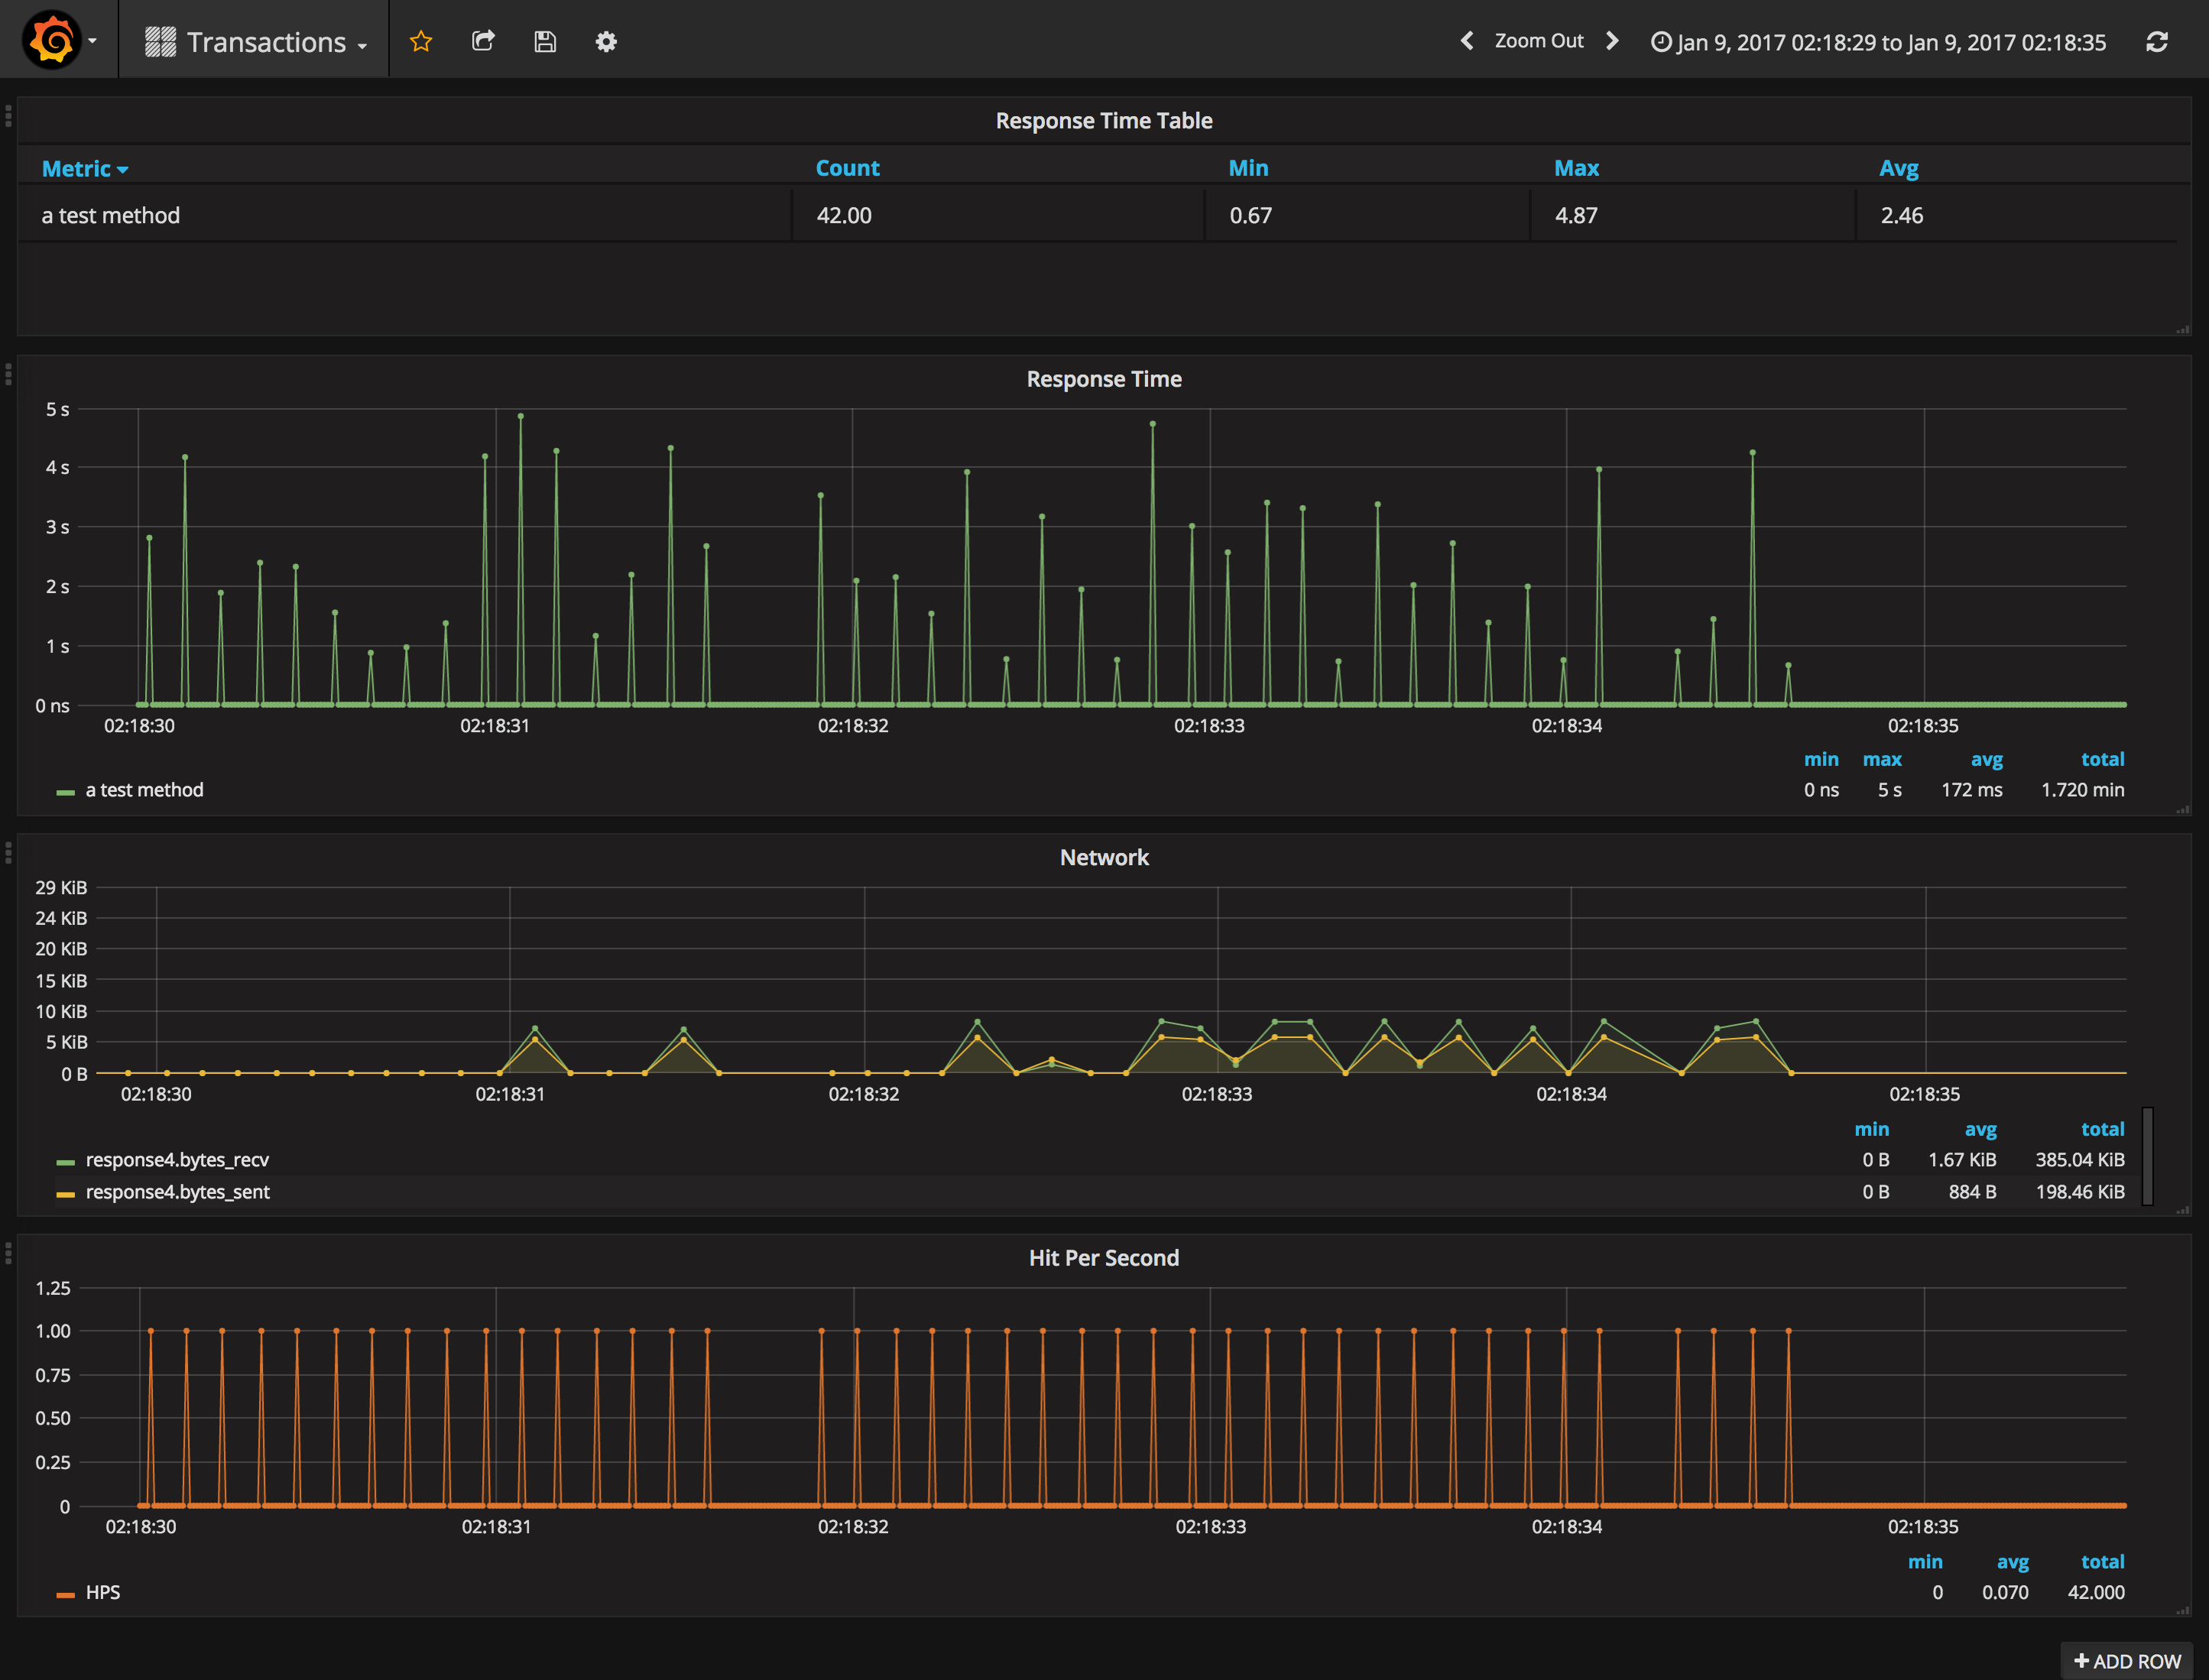 Transactions
Zoom Out Jan 9, 2017 02:18:29 to Jan 9, 2017 02:18:35
Response Time Table
Metric Count Min Max Avg
a test method 42.00 0.67 4.87 2.46
Response Time
5 s
4 s
3 s
2 s
1 s
0 ns
02:18:30 02:18:31 02:18:32 02:18:33 02:18:34 02:18:35
min max avg total
a test method 0 ns 5 s 172 ms 1.720 min
Network
29 KiB
24 KiB
20 KiB
15 KiB
10 KiB
5 KiB
0 B
02:18:30 02:18:31 02:18:32 02:18:33 02:18:34 02:18:35
min avg total
response4.bytes_recv 0 B 1.67 KiB 385.04 KiB
response4.bytes_sent 0 B 884 B 198.46 KiB
Hit Per Second
1.25
1.00
0.75
0.50
0.25
0
02:18:30 02:18:31 02:18:32 02:18:33 02:18:34 02:18:35
min avg total
HPS 0 0.070 42.000
+ ADD ROW